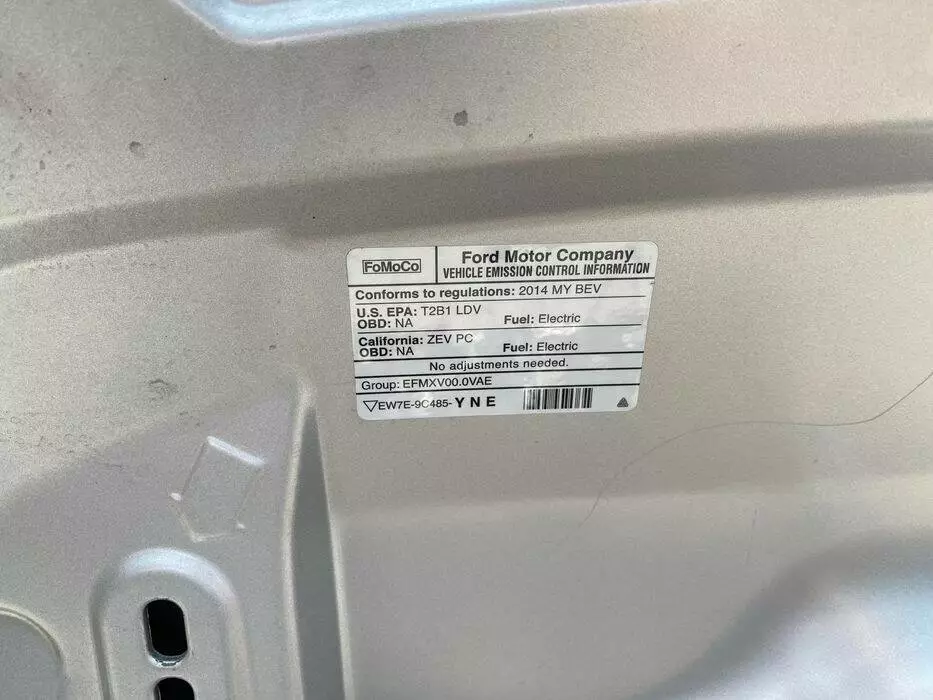 FoMoCo
Ford Motor Company
VEHICLE EMISSION CONTROL INFORMATION
Conforms to regulations: 2014 MY BEV
U.S. EPA: T2B1 LDV
OBD: NA Fuel: Electric
California: ZEV PC
OBD: NA Fuel: Electric
No adjustments needed.
Group: EFMXV00.0VAE
EW7E-9C485-YNE